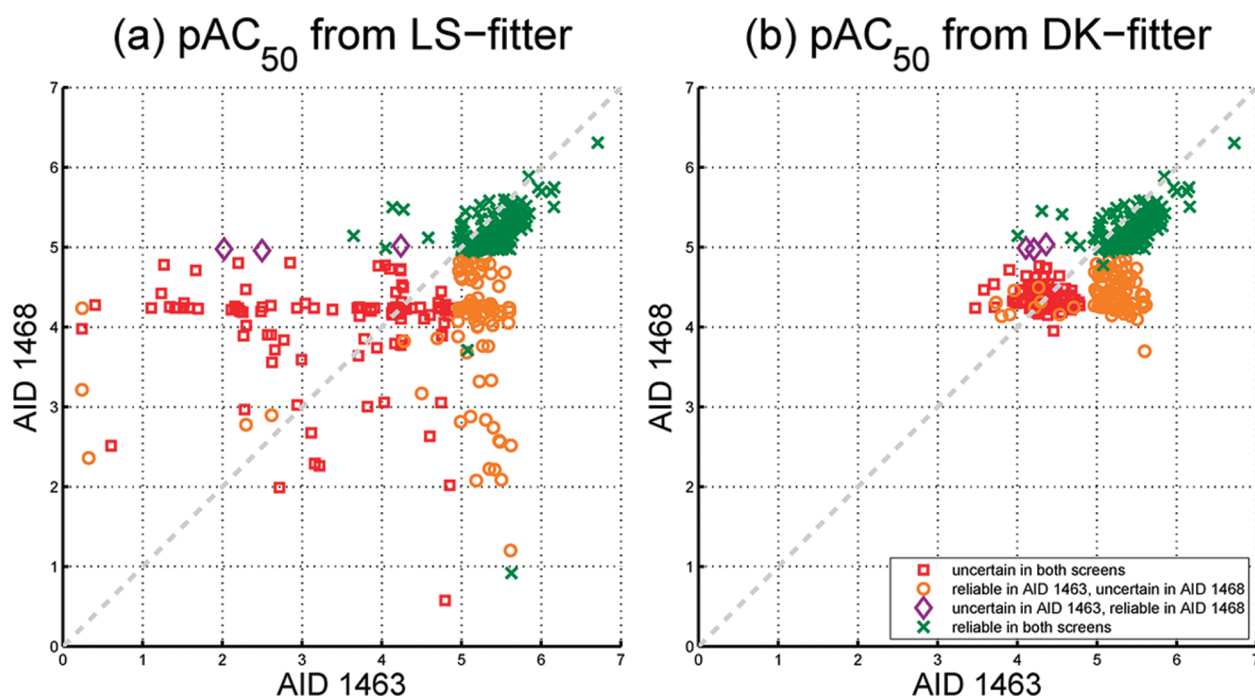 (a) pAC50 from LS−fitter
(b) pAC50 from DK−fitter
7
6
5
4
3
2
1
0
AID 1468
0 1 2 3 4 5 6 7
AID 1463
7
6
5
4
3
2
1
0
AID 1468
0 1 2 3 4 5 6 7
AID 1463
uncertain in both screens
reliable in AID 1463, uncertain in AID 1468
uncertain in AID 1463, reliable in AID 1468
reliable in both screens